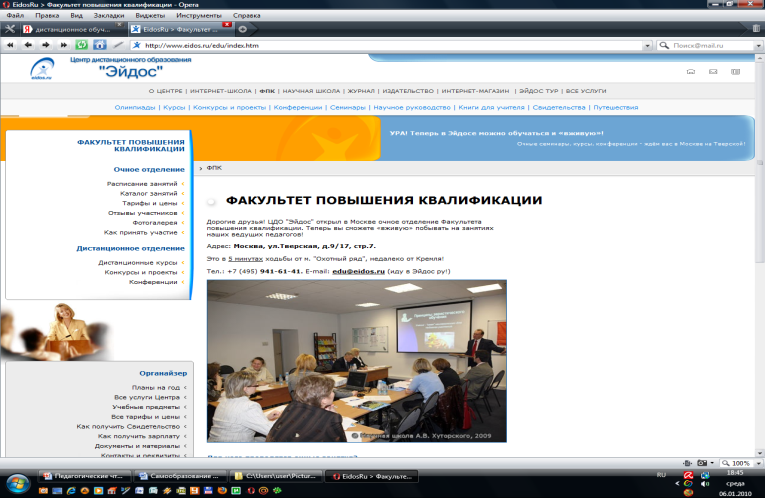 EidosRu > Факультет повышения квалификации - Opera
Файл Правка Вид Закладки Виджеты Инструменты Справка
дистанционное обуч...
EidosRu > Факультет ...
http://www.eidos.ru/edu/index.htm
Поиск@mail.ru
Центр дистанционного образования
"Эйдос"
eidos.ru
О ЦЕНТРЕ | ИНТЕРНЕТ-ШКОЛА | ФПК | НАУЧНАЯ ШКОЛА | ЖУРНАЛ | ИЗДАТЕЛЬСТВО | ИНТЕРНЕТ-МАГАЗИН | ЭЙДОС ТУР | ВСЕ УСЛУГИ
Олимпиады | Курсы | Конкурсы и проекты | Конференции | Семинары | Научное руководство | Книги для учителя | Свидетельства | Путешествия
УРА! Теперь в Эйдосе можно обучаться и «вживую»!
Очные семинары, курсы, конференции - ждём вас в Москве на Тверской!
ФАКУЛЬТЕТ ПОВЫШЕНИЯ
КВАЛИФИКАЦИИ
Очное отделение
Расписание занятий
Каталог занятий
Тарифы и цены
Отзывы участников
Фотогалерея
Как принять участие
Дистанционное отделение
Дистанционные курсы
Конкурсы и проекты
Конференции
Органайзер
Планы на год
Все услуги Центра
Учебные предметы
Все тарифы и цены
Как получить Свидетельство
Как получить зарплату
Документы и материалы
Контакты и реквизиты
› ФПК
ФАКУЛЬТЕТ ПОВЫШЕНИЯ КВАЛИФИКАЦИИ
Дорогие друзья! ЦДО "Эйдос" открыл в Москве очное отделение Факультета
повышения квалификации. Теперь вы сможете «вживую» побывать на занятиях
наших ведущих педагогов!
Адрес: Москва, ул.Тверская, д.9/17, стр.7.
Это в 5 минутах ходьбы от м. "Охотный ряд", недалеко от Кремля!
Тел.: +7 (495) 941-61-41. E-mail: edu@eidos.ru (иду в Эйдос ру!)
© Научная школа А.В. Хуторского, 2009
100%
Педагогические чт...
Самообразование ...
C:\Users\user\Pictur...
EidosRu > Факульте...
RU
18:45
среда
06.01.2010